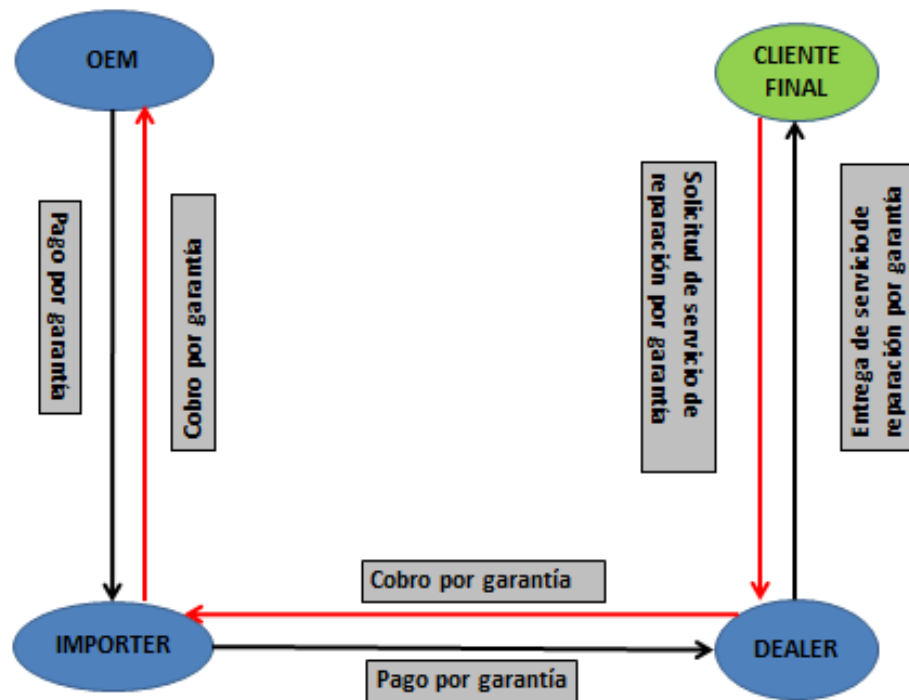 OEM
CLIENTE
FINAL
Pago por garantía
Cobro por garantía
Solicitud de servicio de
reparación por garantía
Entrega de servicio de
reparación por garantía
Cobro por garantía
IMPORTER
DEALER
Pago por garantía